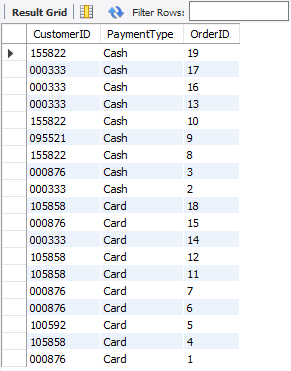 Result Grid Filter Rows:
CustomerID PaymentType OrderID
155822 Cash 19
000333 Cash 17
000333 Cash 16
000333 Cash 13
155822 Cash 10
095521 Cash 9
155822 Cash 8
000876 Cash 3
000333 Cash 2
105858 Card 18
000876 Card 15
000333 Card 14
105858 Card 12
105858 Card 11
000876 Card 7
000876 Card 6
100592 Card 5
105858 Card 4
000876 Card 1